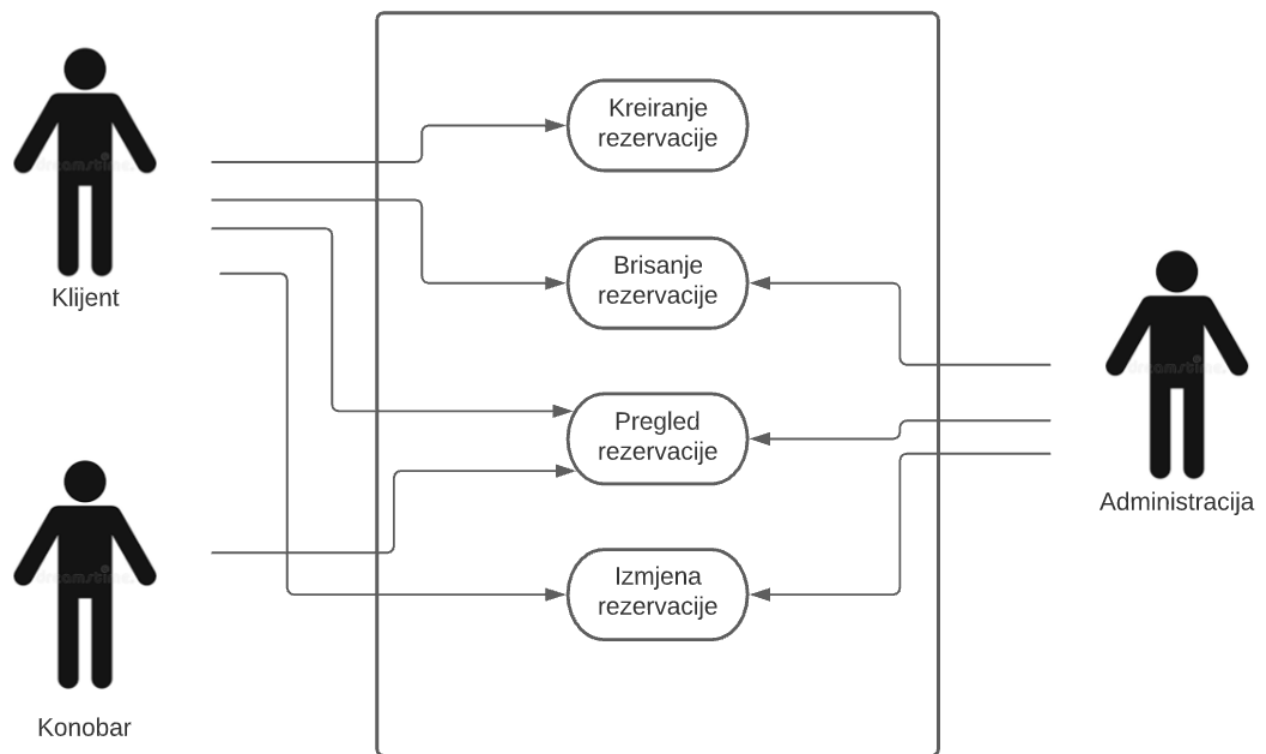 Kreiranje
rezervacije
Brisanje
rezervacije
Klijent
Pregled
rezervacije
Administracija
Izmjena
rezervacije
Konobar